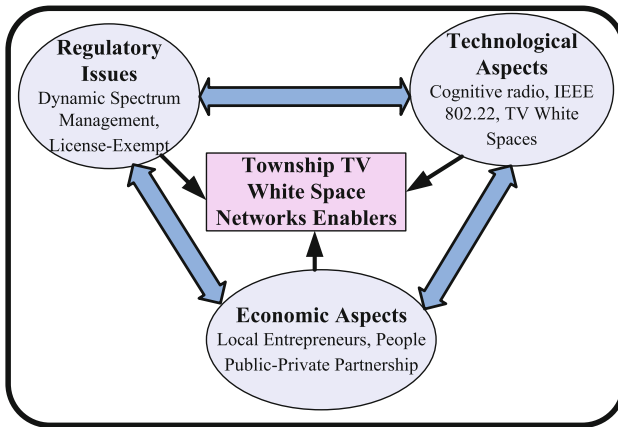 Regulatory
Issues
Dynamic Spectrum
Management,
License-Exempt
Technological
Aspects
Cognitive radio, IEEE
802.22, TV White
Spaces
Township TV
White Space
Networks Enablers
Economic Aspects
Local Entrepreneurs, People
Public-Private Partnership